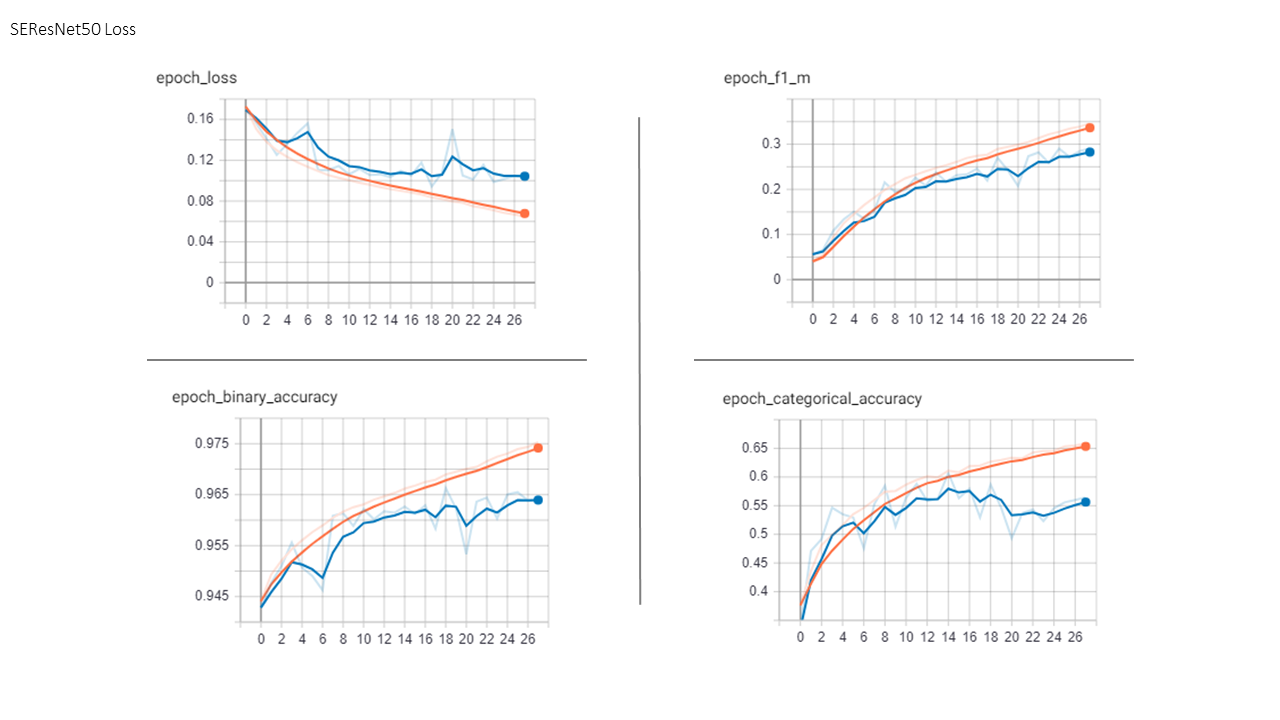 SEResNet50 Loss
epoch_loss
0.16
0.12
0.08
0.04
0
0 2 4 6 8 10 12 14 16 18 20 22 24 26
epoch_f1_m
0.3
0.2
0.1
0
0 2 4 6 8 10 12 14 16 18 20 22 24 26
epoch_binary_accuracy
0.975
0.965
0.955
0.945
0 2 4 6 8 10 12 14 16 18 20 22 24 26
epoch_categorical_accuracy
0.65
0.6
0.55
0.5
0.45
0.4
0 2 4 6 8 10 12 14 16 18 20 22 24 26